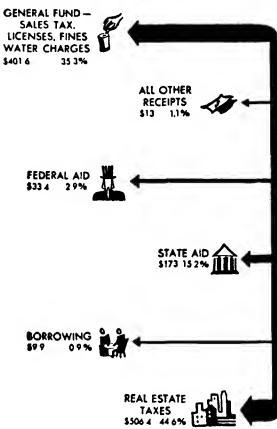 GENERAL FUND—
SALES TAX,
LICENSES, FINES
WATER CHARGES
$401 6 35 3%
ALL OTHER
RECEIPTS
$13 1.1%
FEDERAL AID
$33 4 2 9%
STATE AID
$173 15 2%
BORROWING
$9 9 0 9%
REAL ESTATE
TAXES
$506 4 44 6%